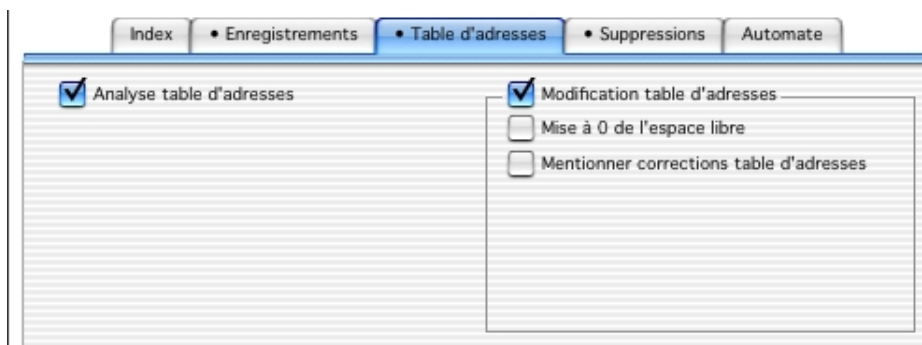 Index • Enregistrements • Table d'adresses • Suppressions Automate
Analyse table d'adresses
Modification table d'adresses
Mise à 0 de l'espace libre
Mentionner corrections table d'adresses